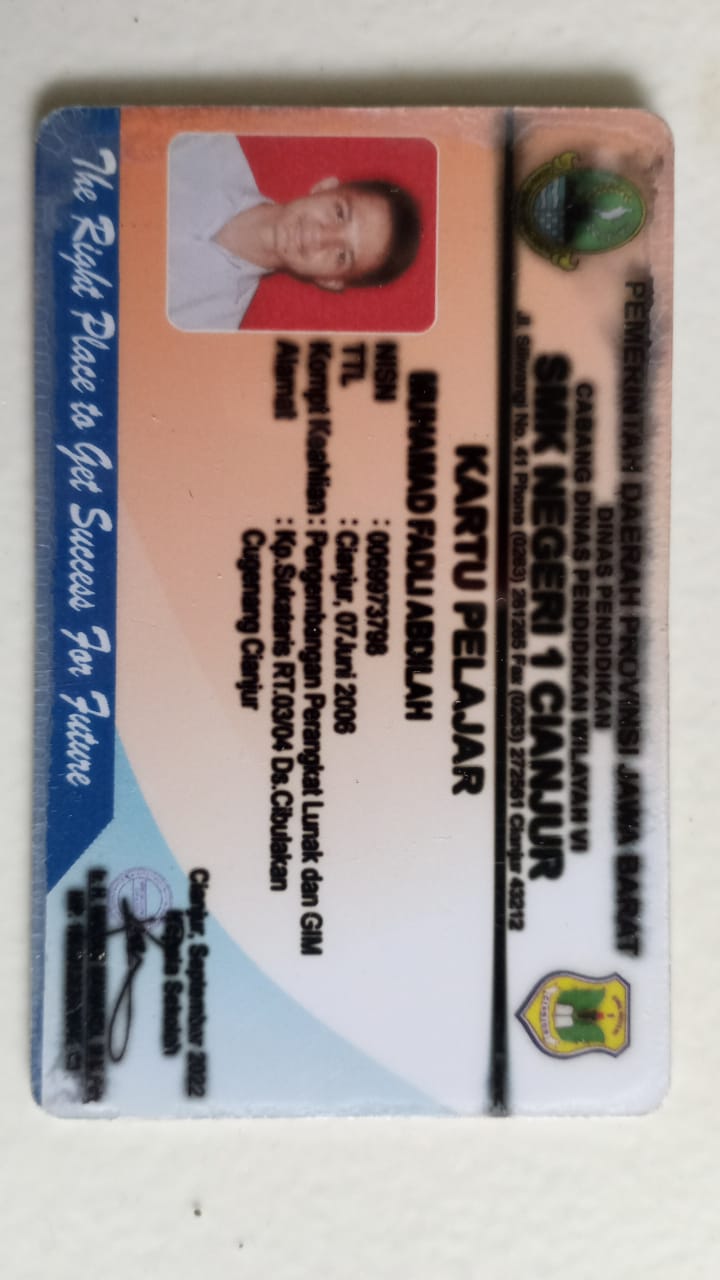 PEMERINTAH DAERAH PROVINSI JAWA BARAT
DINAS PENDIDIKAN
CABANG DINAS PENDIDIKAN WILAYAH VI
SMK NEGERI 1 CIANJUR
Jl. Siliwangi No. 41 Phone (0263) 261265 Fax (0263) 272561 Cianjur 43212
KARTU PELAJAR
MUHAMAD FADLI ABDILAH
NISN : 0069973798
TTL : Cianjur, 07Juni 2006
Kompt Keahlian : Pengembangan Perangkat Lunak dan GIM
Alamat : Kp.Sukataris RT.03/04 Ds.Cibulakan
Cugenang Cianjur
Cianjur, September 2022
Kepala Sekolah
The Right Place to Get Success For Future